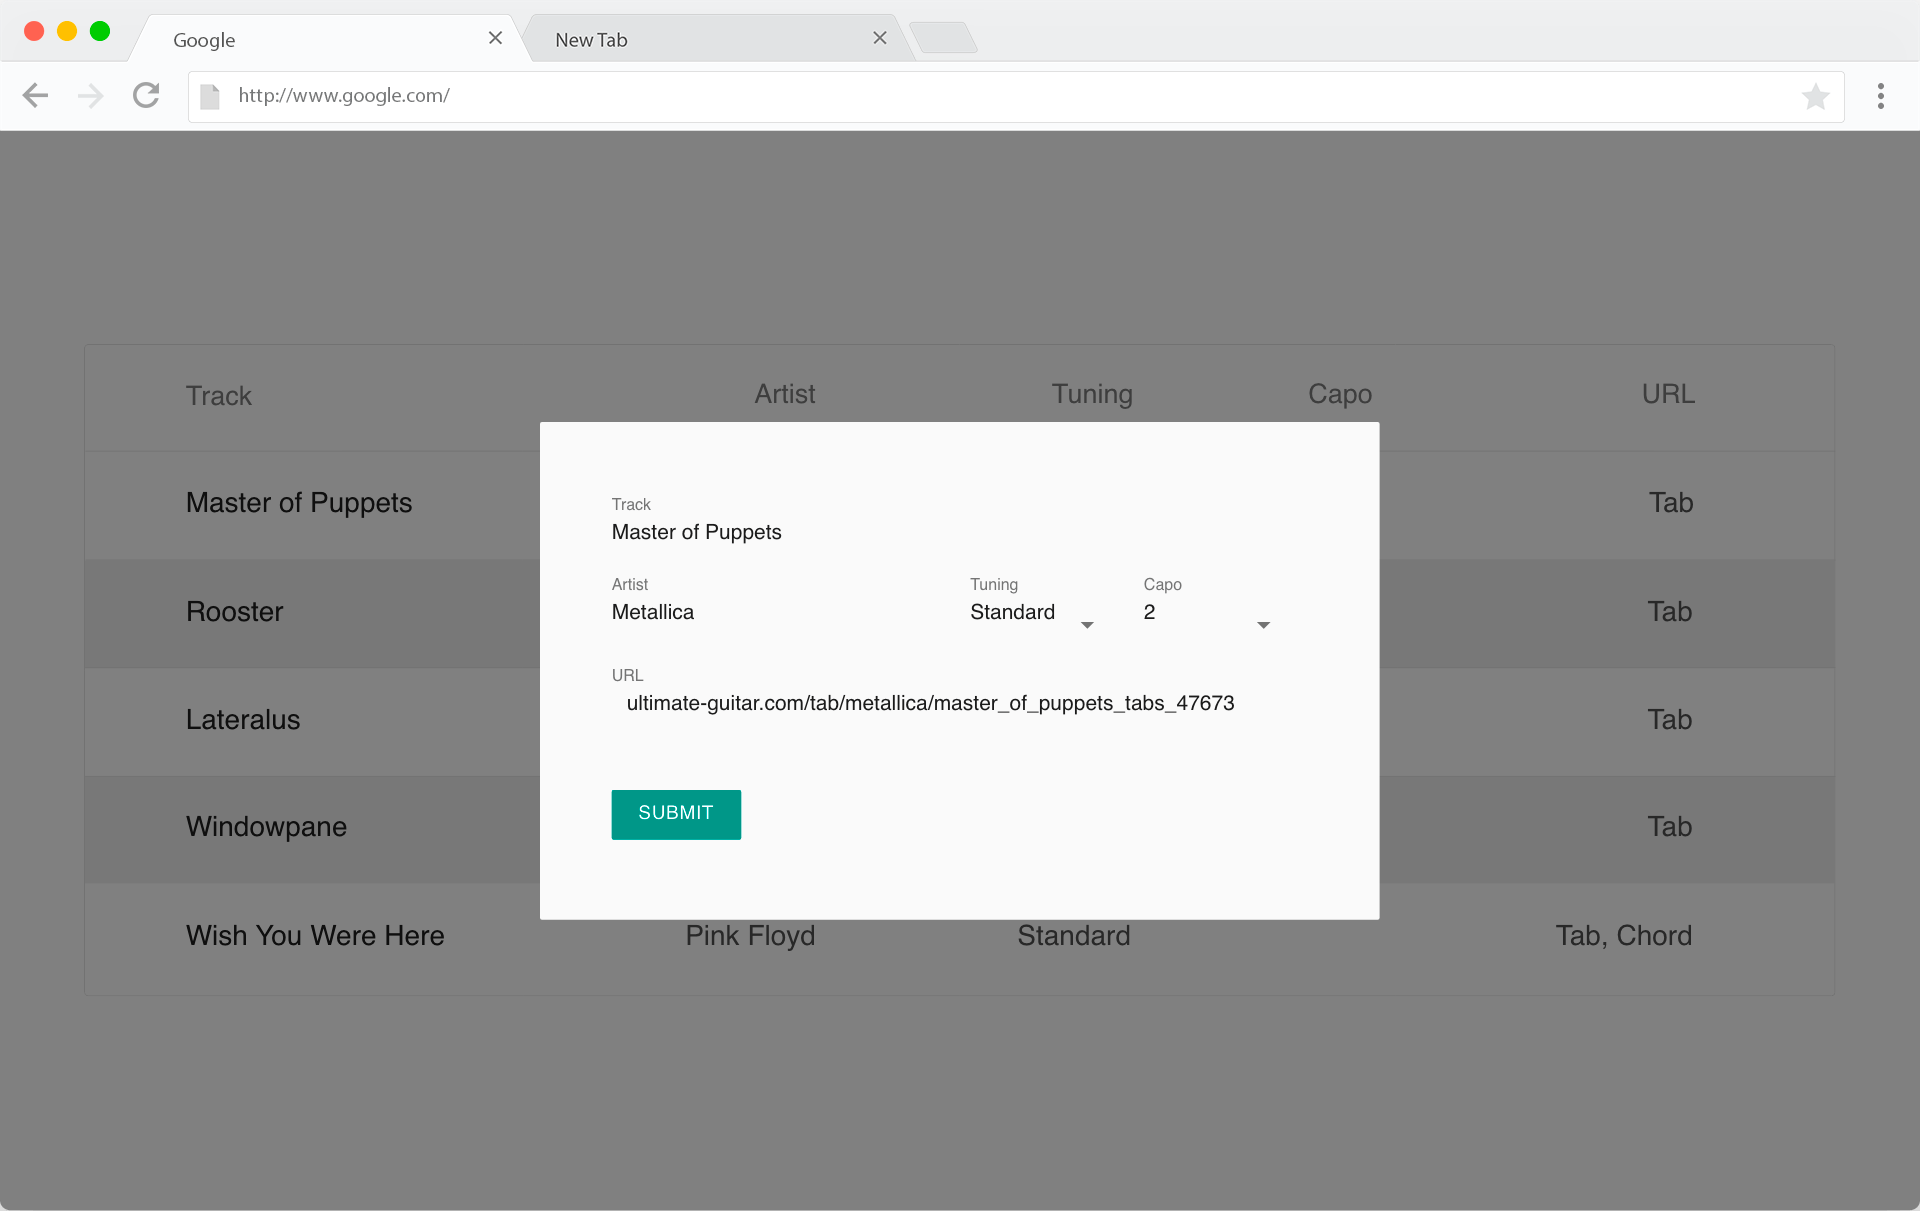 Google
New Tab
http://www.google.com/
Track Artist Tuning Capo URL
Master of Puppets Tab
Rooster Tab
Lateralus Tab
Windowpane Tab
Wish You Were Here Pink Floyd Standard Tab, Chord
Track
Master of Puppets
Artist Tuning Capo
Metallica Standard 2
URL
ultimate-guitar.com/tab/metallica/master_of_puppets_tabs_47673
SUBMIT